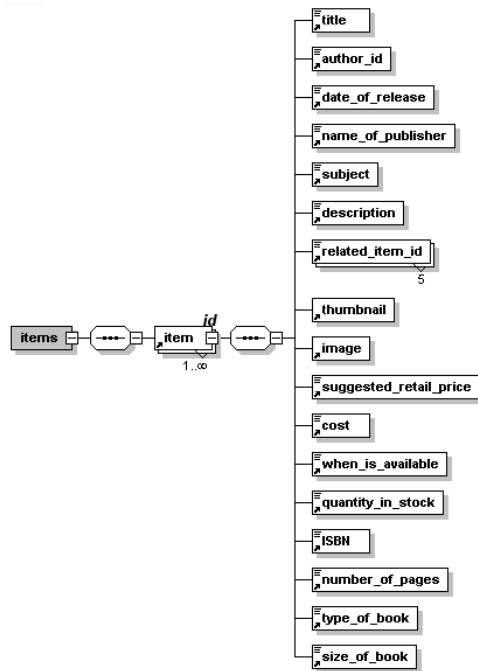 title
author_id
date_of_release
name_of_publisher
subject
description
related_item_id
5
thumbnail
id
items
item
1..∞
image
suggested_retail_price
cost
when_is_available
quantity_in_stock
ISBN
number_of_pages
type_of_book
size_of_book